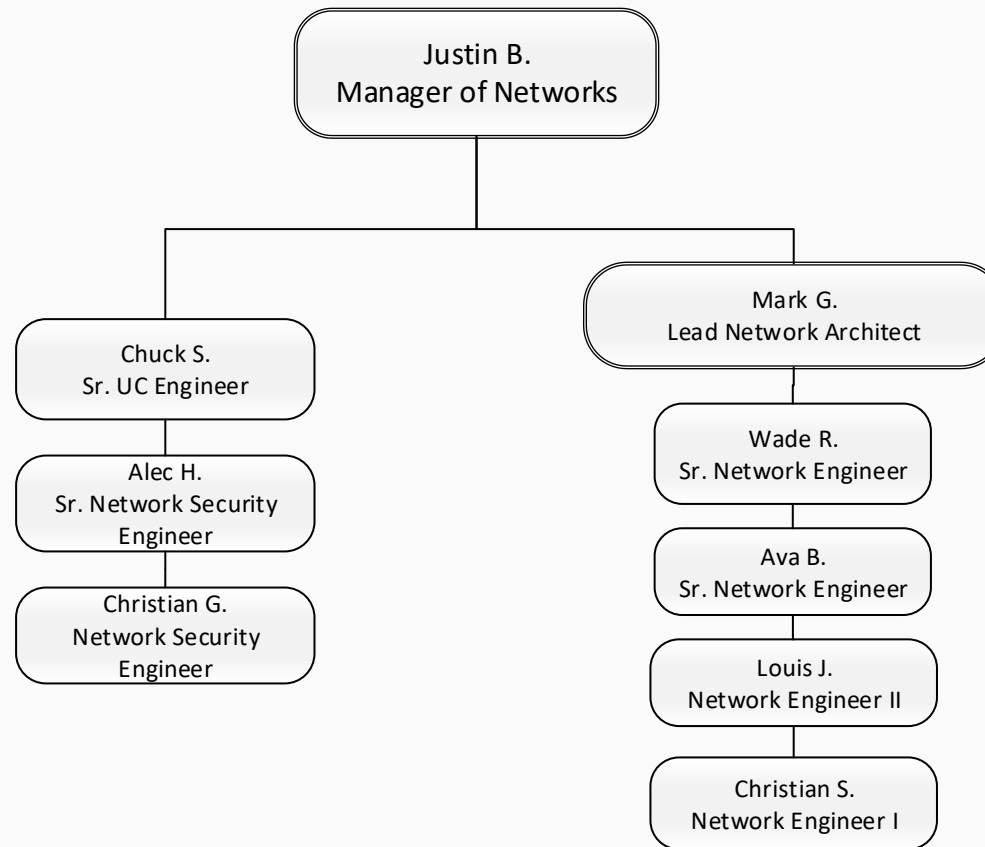 Justin B.
Manager of Networks
Chuck S.
Sr. UC Engineer
Alec H.
Sr. Network Security
Engineer
Christian G.
Network Security
Engineer
Mark G.
Lead Network Architect
Wade R.
Sr. Network Engineer
Ava B.
Sr. Network Engineer
Louis J.
Network Engineer II
Christian S.
Network Engineer I